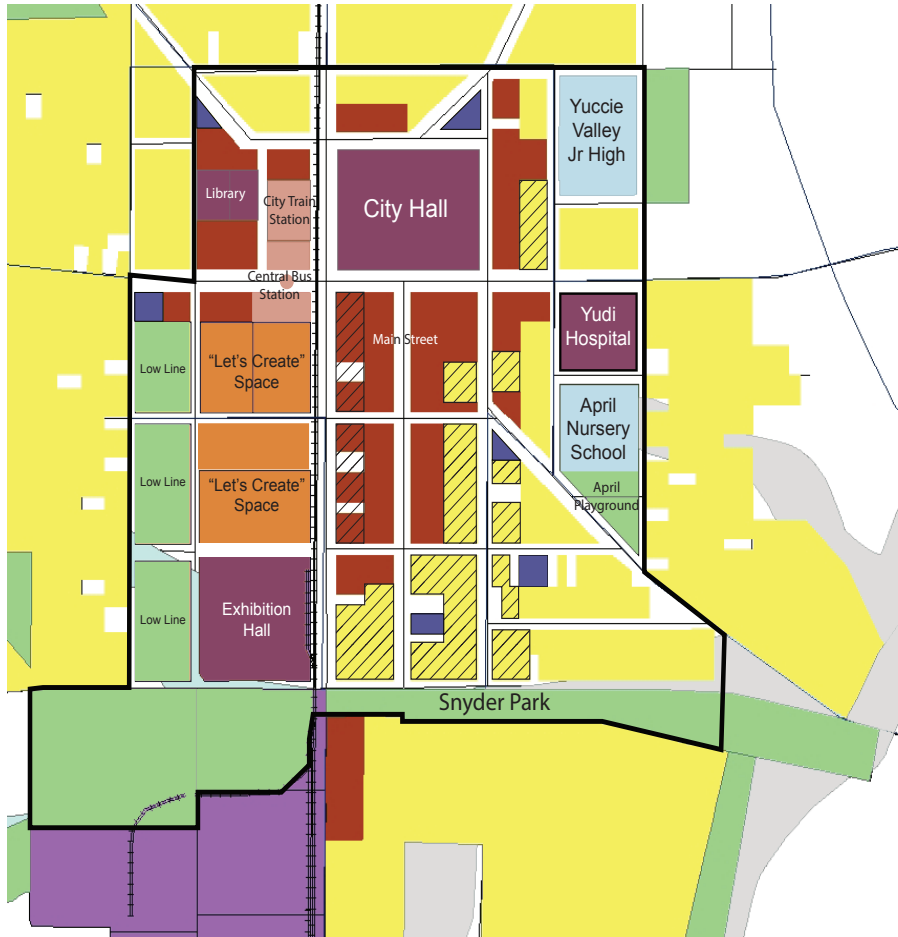 Yuccie
Valley
Jr High
Library
City Train
Station
City Hall
Central Bus
Station
Yudi
Hospital
Main Street
Low Line
“Let’s Create”
Space
April
Nursery
School
Low Line
“Let’s Create”
Space
April
Playground
Low Line
Exhibition
Hall
Snyder Park